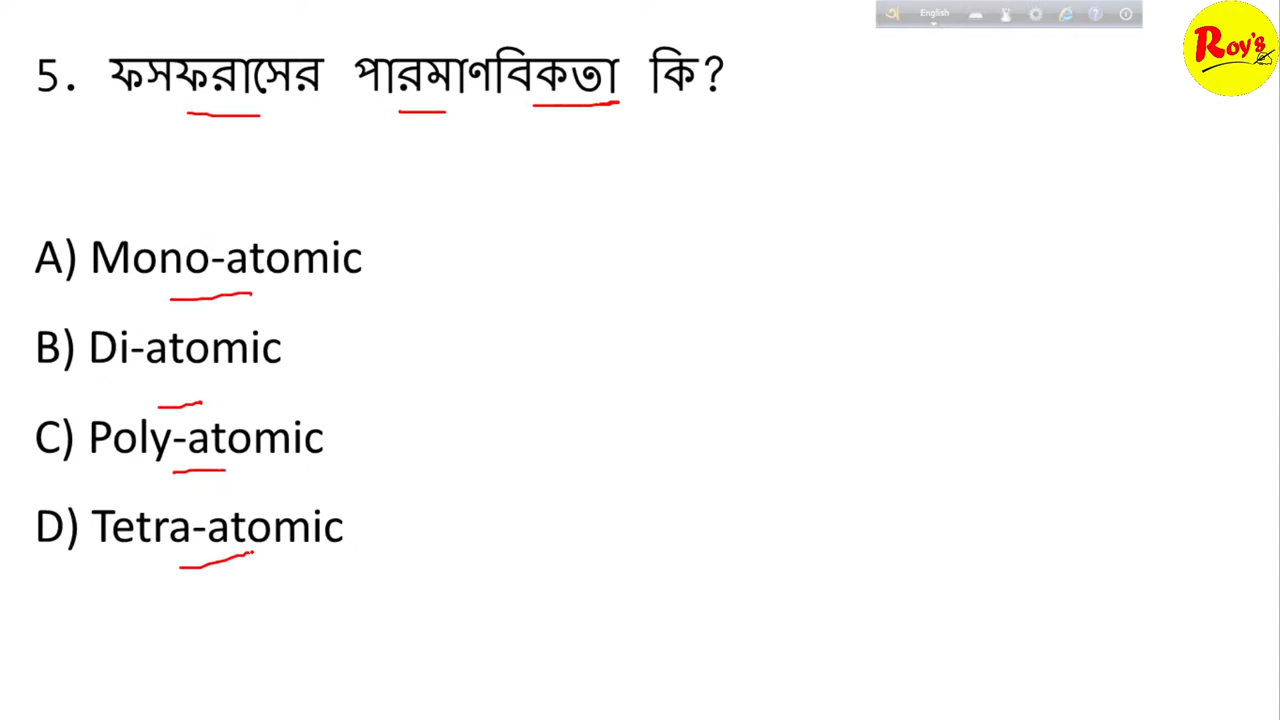 English
Roy's
5. ফসফরাসের পারমাণবিকতা কি?
A) Mono-atomic
B) Di-atomic
C) Poly-atomic
D) Tetra-atomic